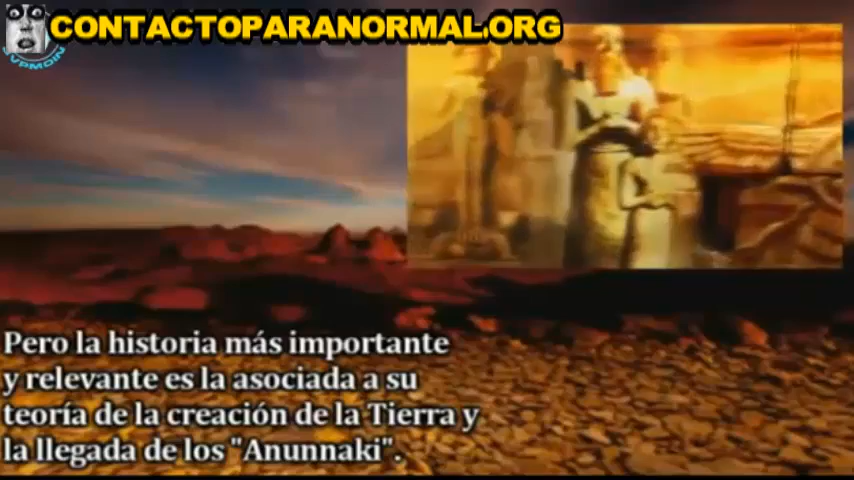 CONTACTOPARANORMAL.ORG
Pero la historia más importante
y relevante es la asociada a su
teoría de la creación de la Tierra y
la llegada de los "Anunnaki".